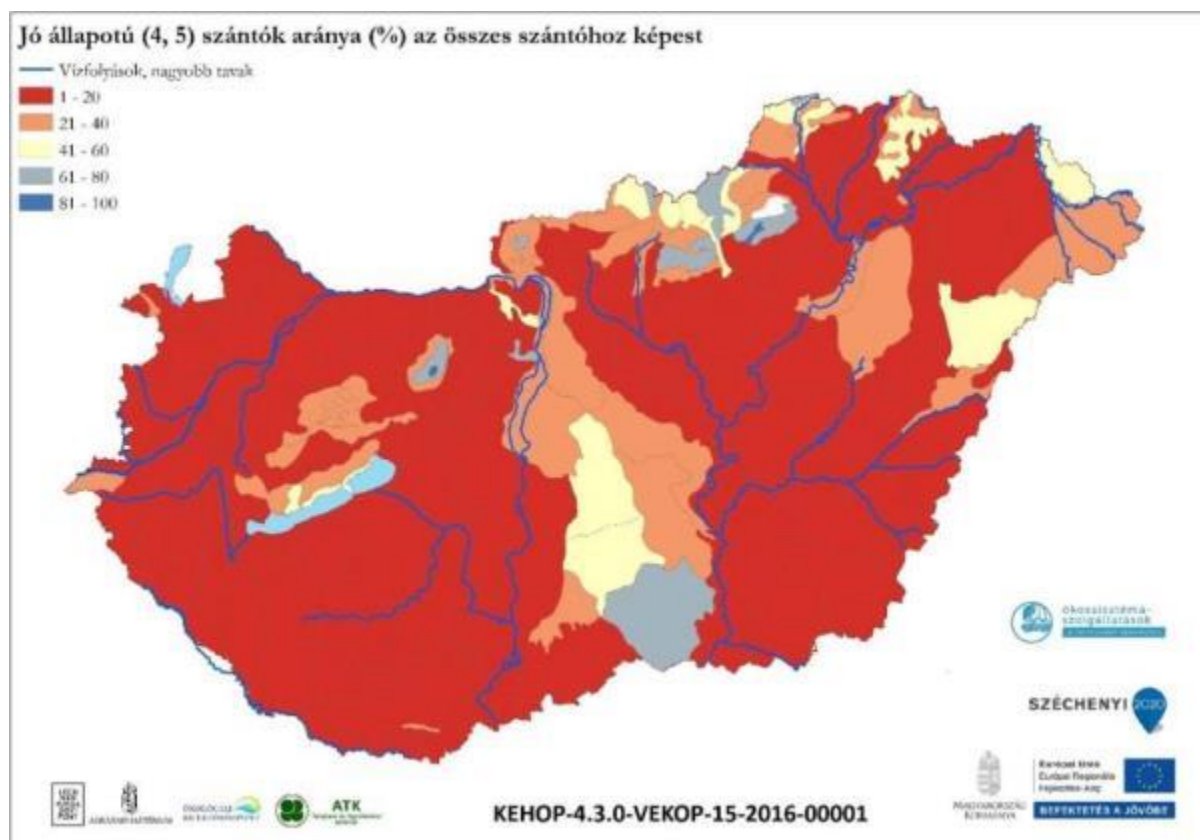 Jó állapotú (4, 5) szántók aránya (%) az összes szántóhoz képest
Vízfolyások, nagyobb tavak
1 - 20
21 - 40
41 - 60
61 - 80
81 - 100
ökoszisztéma-
szolgáltatások
SZÉCHENYI 2020
ATK
KEHOP-4.3.0-VEKOP-15-2016-00001
MAGYARORSZÁG
KORMÁNYA
Európai Unió
Európai Regionális
Fejlesztési Alap
BEFEKTETÉS A JÖVŐBE